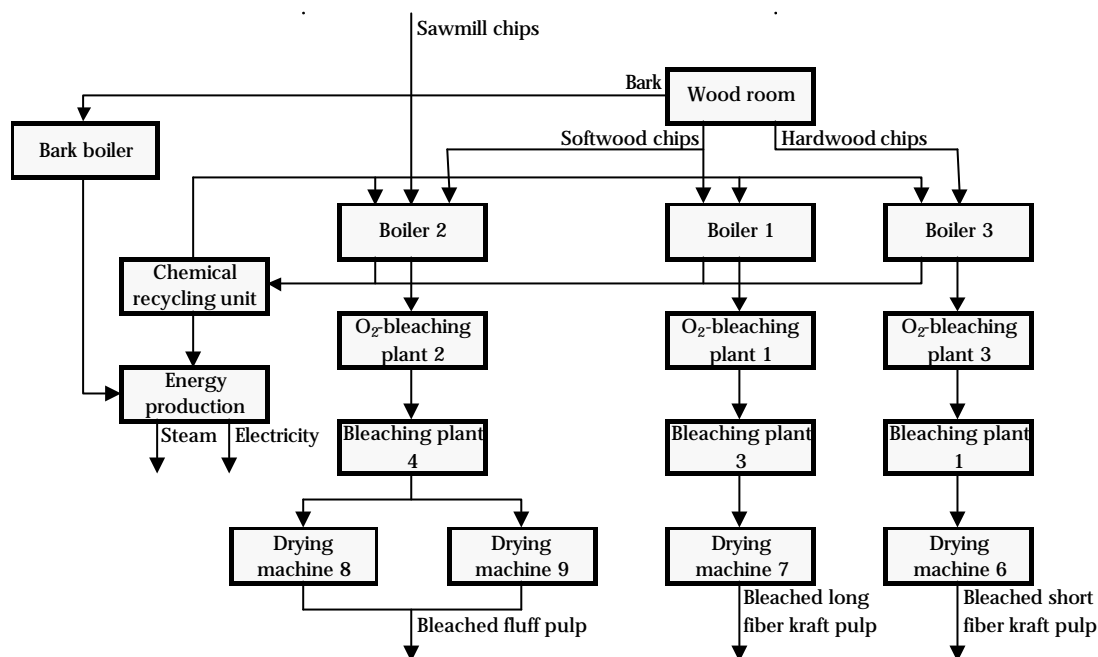 Sawmill chips
Bark
Wood room
Bark boiler
Softwood chips
Hardwood chips
Boiler 2
Boiler 1
Boiler 3
Chemical
recycling unit
O₂-bleaching
plant 2
O₂-bleaching
plant 1
O₂-bleaching
plant 3
Energy
production
Steam
Electricity
Bleaching plant
4
Bleaching plant
3
Bleaching plant
1
Drying
machine 8
Drying
machine 9
Drying
machine 7
Drying
machine 6
Bleached fluff pulp
Bleached long
fiber kraft pulp
Bleached short
fiber kraft pulp